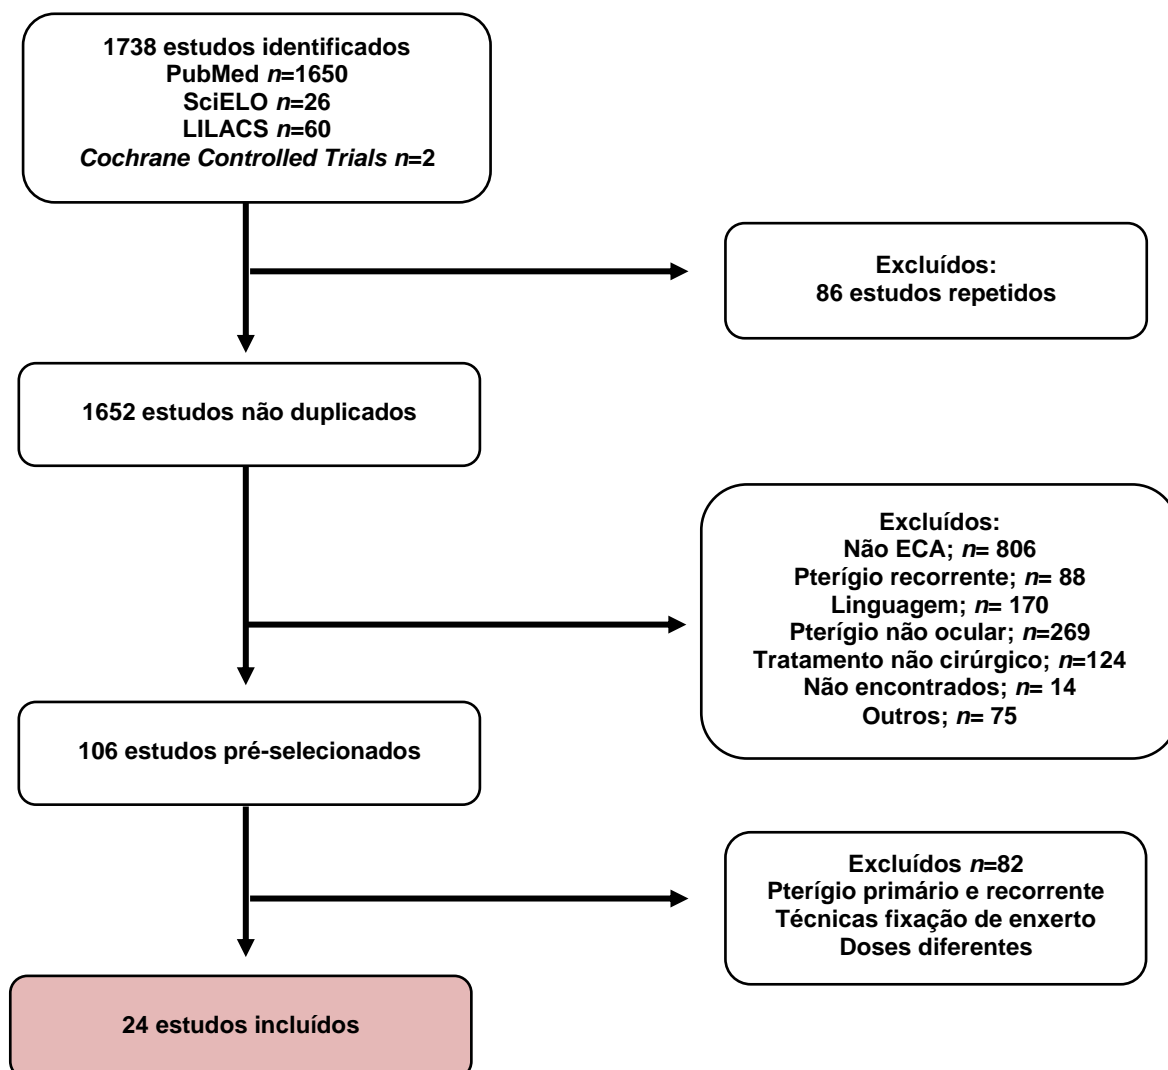 1738 estudos identificados
PubMed n=1650
SciELO n=26
LILACS n=60
Cochrane Controlled Trials n=2
Excluídos:
86 estudos repetidos
1652 estudos não duplicados
Excluídos:
Não ECA; n= 806
Pterígio recorrente; n= 88
Linguagem; n= 170
Pterígio não ocular; n=269
Tratamento não cirúrgico; n=124
Não encontrados; n= 14
Outros; n= 75
106 estudos pré-selecionados
Excluídos n=82
Pterígio primário e recorrente
Técnicas fixação de enxerto
Doses diferentes
24 estudos incluídos